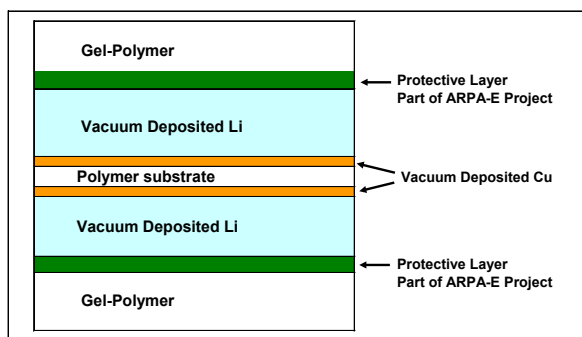 Gel-Polymer
Protective Layer
Part of ARPA-E Project
Vacuum Deposited Li
Polymer substrate
Vacuum Deposited Cu
Vacuum Deposited Li
Protective Layer
Part of ARPA-E Project
Gel-Polymer